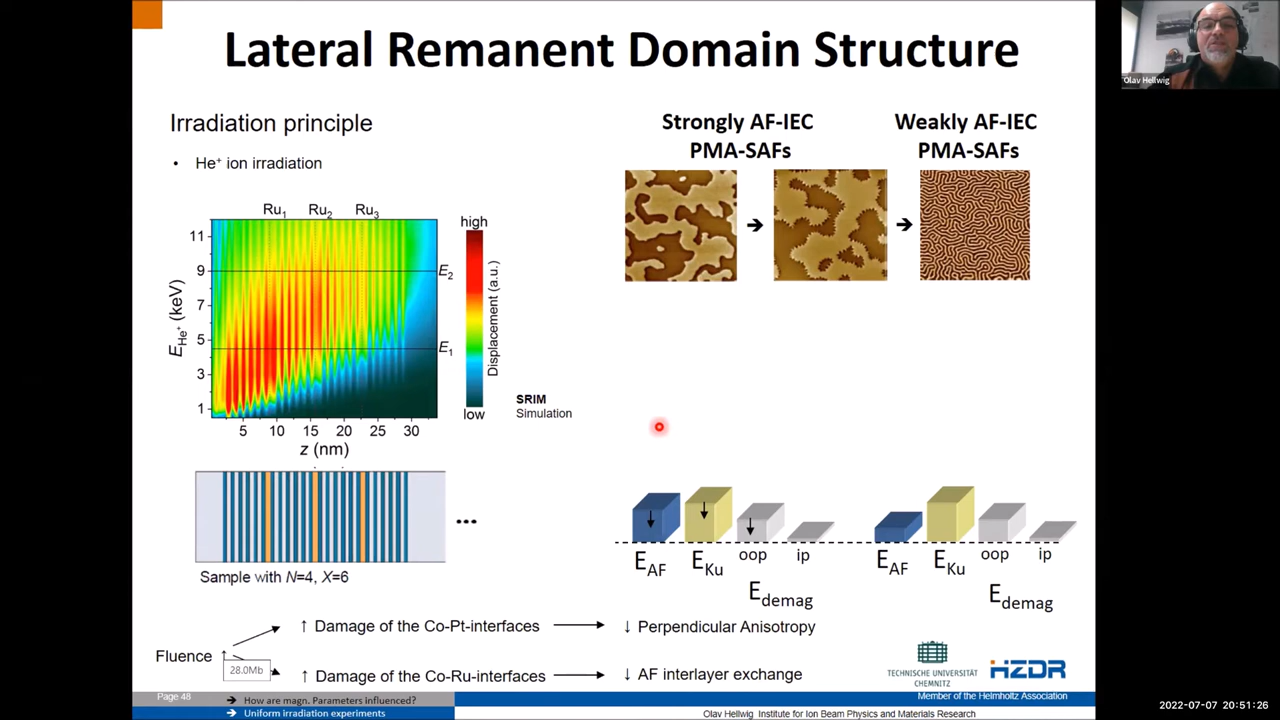 Lateral Remanent Domain Structure
Olav Hellwig
Irradiation principle
• He⁺ ion irradiation
Strongly AF-IEC
PMA-SAFs
Weakly AF-IEC
PMA-SAFs
Ru₁ Ru₂ Ru₃
high
11
9
7
5
3
1
E_He⁺ (keV)
E₂
E₁
Displacement (a.u.)
low
5 10 15 20 25 30
z (nm)
SRIM
Simulation
...
Sample with N=4, X=6
E_AF E_Ku oop ip
E_demag
E_AF E_Ku oop ip
E_demag
Fluence ↑
↑ Damage of the Co-Pt-interfaces → ↓ Perpendicular Anisotropy
28.0Mb
↑ Damage of the Co-Ru-interfaces → ↓ AF interlayer exchange
TECHNISCHE UNIVERSITÄT
CHEMNITZ
HZDR
Page 48
➔ How are magn. Parameters influenced?
➔ Uniform irradiation experiments
Member of the Helmholtz Association
Olav Hellwig Institute for Ion Beam Physics and Materials Research
2022-07-07 20:51:26